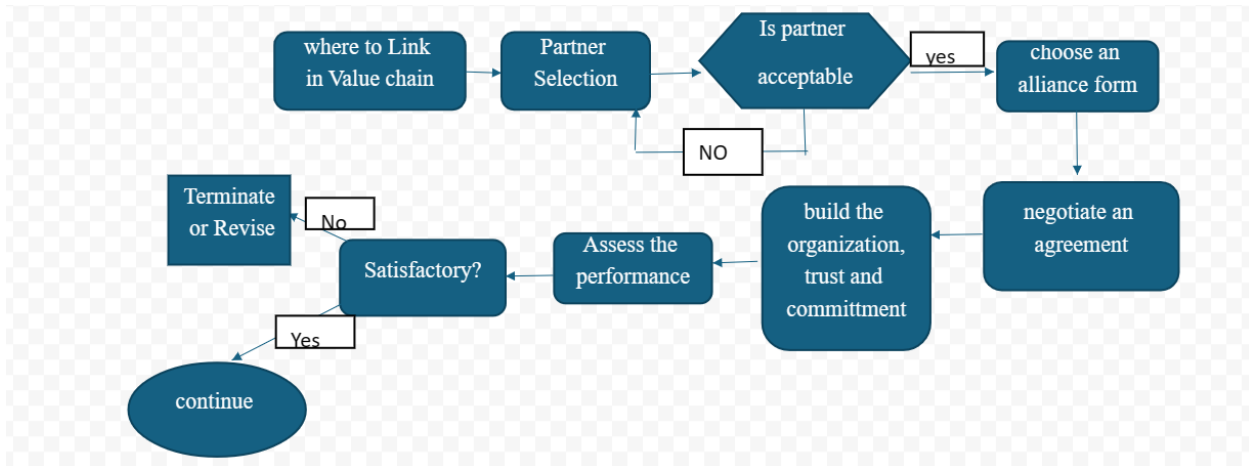 where to Link
in Value chain
Partner
Selection
Is partner
acceptable
yes
choose an
alliance form
NO
negotiate an
agreement
build the
organization,
trust and
committment
Assess the
performance
Satisfactory?
No
Terminate
or Revise
Yes
continue